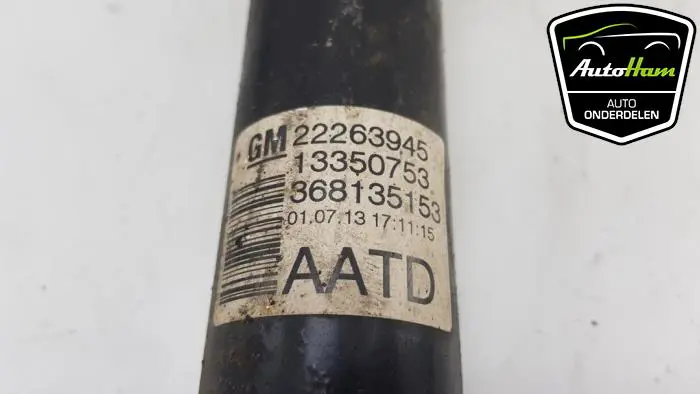 GM 22263945
13350753
368135153
01.07.13 17:11:15
AATD
AutoHam
AUTO
ONDERDELEN